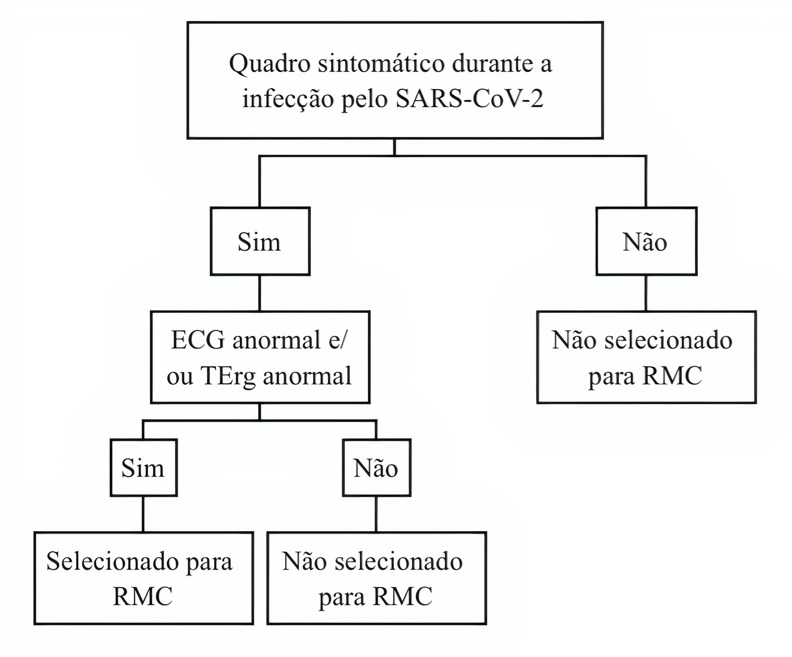 Quadro sintomático durante a
infecção pelo SARS-CoV-2
Sim
Não
ECG anormal e/
ou TErg anormal
Não selecionado
para RMC
Sim
Não
Selecionado para
RMC
Não selecionado
para RMC